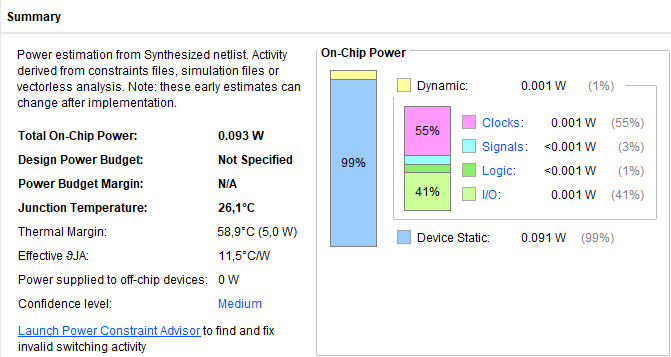 Summary
Power estimation from Synthesized netlist. Activity
derived from constraints files, simulation files or
vectorless analysis. Note: these early estimates can
change after implementation.
Total On-Chip Power: 0.093 W
Design Power Budget: Not Specified
Power Budget Margin: N/A
Junction Temperature: 26,1°C
Thermal Margin: 58,9°C (5,0 W)
Effective ϑJA: 11,5°C/W
Power supplied to off-chip devices: 0 W
Confidence level: Medium
Launch Power Constraint Advisor to find and fix
invalid switching activity
On-Chip Power
Dynamic: 0.001 W (1%)
55%
Clocks: 0.001 W (55%)
Signals: <0.001 W (3%)
99%
Logic: <0.001 W (1%)
41%
I/O: 0.001 W (41%)
Device Static: 0.091 W (99%)